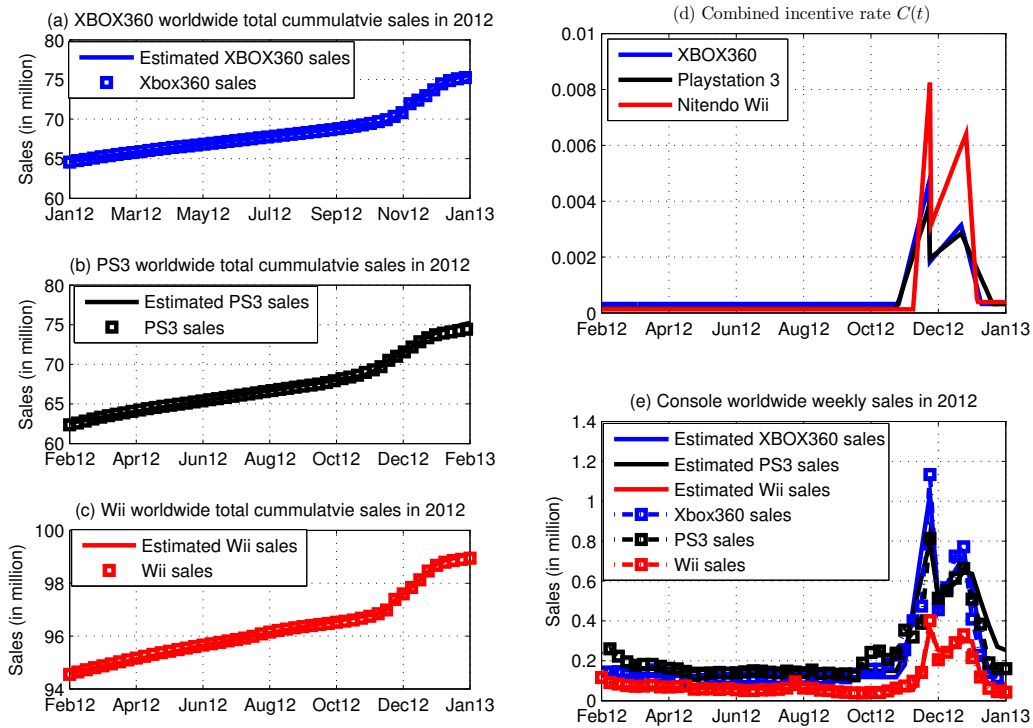 (a) XBOX360 worldwide total cummulatvie sales in 2012
80
75
70
65
60
Sales (in million)
Estimated XBOX360 sales
Xbox360 sales
Jan12 Mar12 May12 Jul12 Sep12 Nov12 Jan13
(b) PS3 worldwide total cummulatvie sales in 2012
80
75
70
65
60
Sales (in million)
Estimated PS3 sales
PS3 sales
Feb12 Apr12 Jun12 Aug12 Oct12 Dec12 Feb13
(c) Wii worldwide total cummulatvie sales in 2012
100
98
96
94
Sales (in million)
Estimated Wii sales
Wii sales
Feb12 Apr12 Jun12 Aug12 Oct12 Dec12 Jan13
(d) Combined incentive rate C(t)
0.01
0.008
0.006
0.004
0.002
0
XBOX360
Playstation 3
Nitendo Wii
Feb12 Apr12 Jun12 Aug12 Oct12 Dec12 Jan13
(e) Console worldwide weekly sales in 2012
1.4
1.2
1
0.8
0.6
0.4
0.2
0
Sales (in million)
Estimated XBOX360 sales
Estimated PS3 sales
Estimated Wii sales
Xbox360 sales
PS3 sales
Wii sales
Feb12 Apr12 Jun12 Aug12 Oct12 Dec12 Jan13